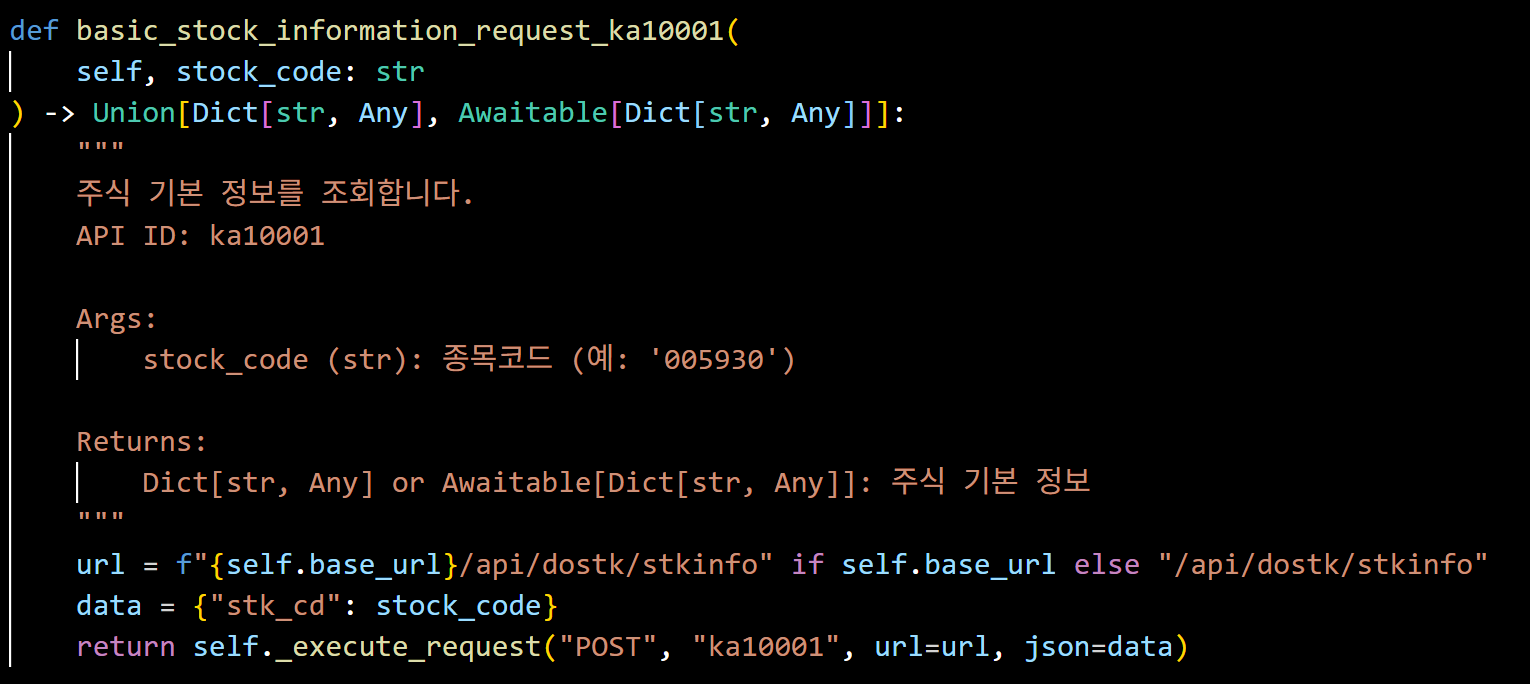 def basic_stock_information_request_ka10001(
    self, stock_code: str
) -> Union[Dict[str, Any], Awaitable[Dict[str, Any]]]:
    """
    주식 기본 정보를 조회합니다.
    API ID: ka10001

    Args:
        stock_code (str): 종목코드 (예: '005930')

    Returns:
        Dict[str, Any] or Awaitable[Dict[str, Any]]: 주식 기본 정보
    """
    url = f"{self.base_url}/api/dostk/stkinfo" if self.base_url else "/api/dostk/stkinfo"
    data = {"stk_cd": stock_code}
    return self._execute_request("POST", "ka10001", url=url, json=data)